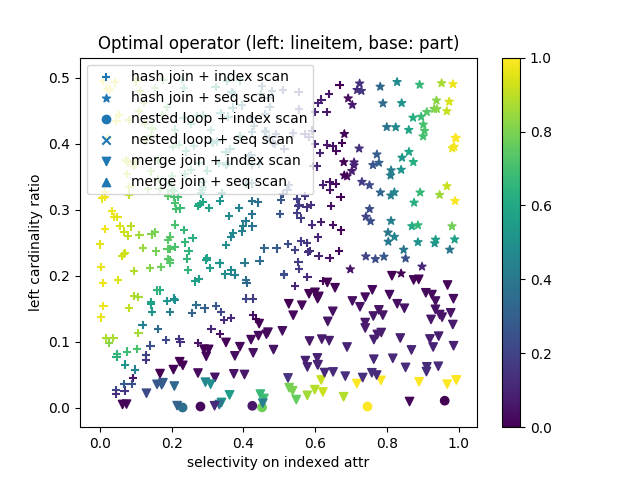 Optimal operator (left: lineitem, base: part)
hash join + index scan
hash join + seq scan
nested loop + index scan
nested loop + seq scan
merge join + index scan
merge join + seq scan
0.5
0.4
0.3
0.2
0.1
0.0
left cardinality ratio
0.0 0.2 0.4 0.6 0.8 1.0
selectivity on indexed attr
1.0
0.8
0.6
0.4
0.2
0.0